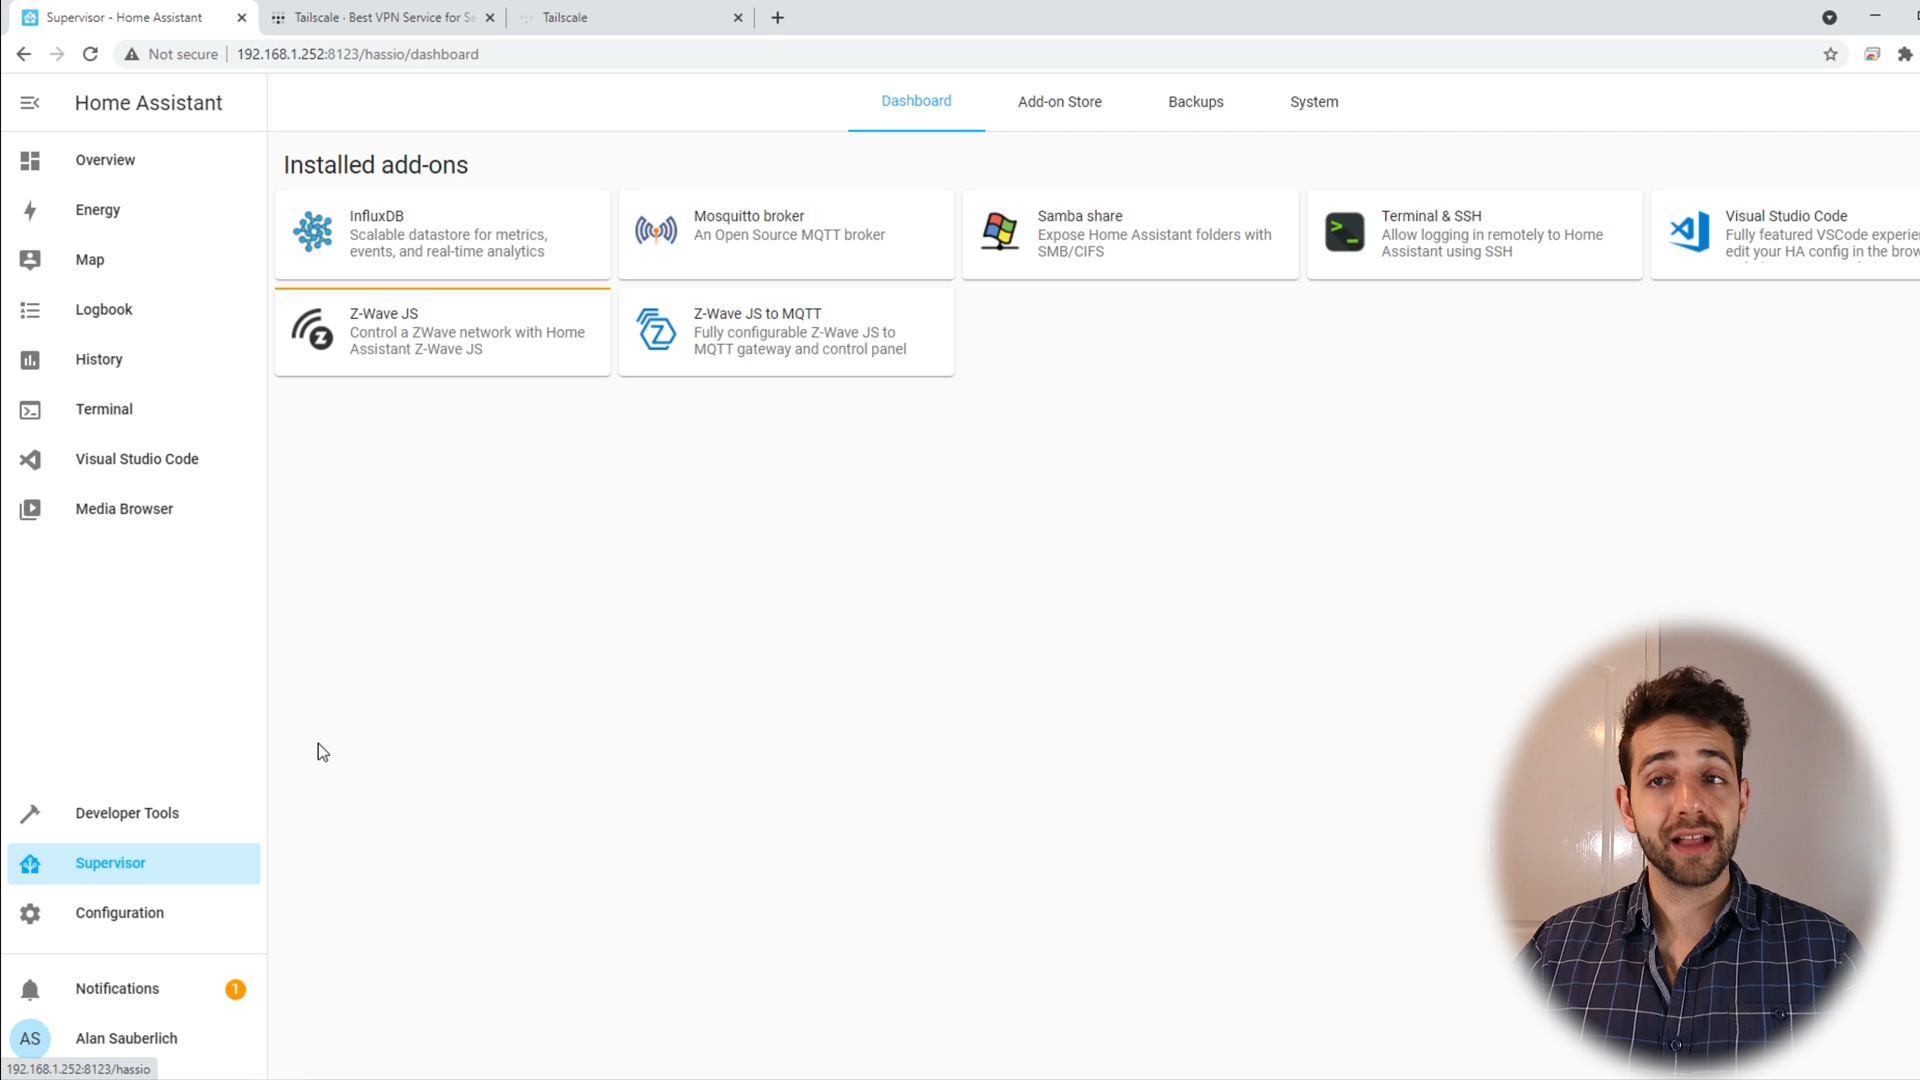 Supervisor - Home Assistant
Tailscale · Best VPN Service for Se
Tailscale
Not secure
192.168.1.252:8123/hassio/dashboard
Home Assistant
Dashboard
Add-on Store
Backups
System
Overview
Energy
Map
Logbook
History
Terminal
Visual Studio Code
Media Browser
Installed add-ons
InfluxDB
Scalable datastore for metrics,
events, and real-time analytics
Mosquitto broker
An Open Source MQTT broker
Samba share
Expose Home Assistant folders with
SMB/CIFS
Terminal & SSH
Allow logging in remotely to Home
Assistant using SSH
Visual Studio Code
Fully featured VSCode experie
edit your HA config in the brow
Z-Wave JS
Control a ZWave network with Home
Assistant Z-Wave JS
Z-Wave JS to MQTT
Fully configurable Z-Wave JS to
MQTT gateway and control panel
Developer Tools
Supervisor
Configuration
Notifications
1
AS
Alan Sauberlich
192.168.1.252:8123/hassio